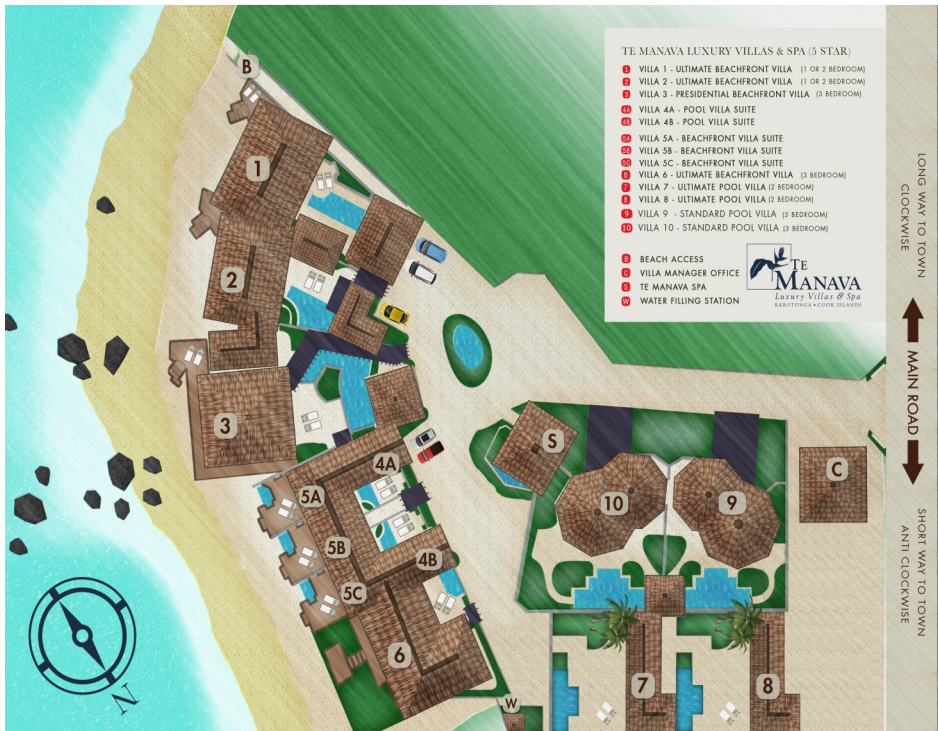 TE MANAVA LUXURY VILLAS & SPA (5 STAR)
1 VILLA 1 - ULTIMATE BEACHFRONT VILLA (1 OR 2 BEDROOM)
2 VILLA 2 - ULTIMATE BEACHFRONT VILLA (1 OR 2 BEDROOM)
3 VILLA 3 - PRESIDENTIAL BEACHFRONT VILLA (3 BEDROOM)
4A VILLA 4A - POOL VILLA SUITE
4B VILLA 4B - POOL VILLA SUITE
5A VILLA 5A - BEACHFRONT VILLA SUITE
5B VILLA 5B - BEACHFRONT VILLA SUITE
5C VILLA 5C - BEACHFRONT VILLA SUITE
6 VILLA 6 - ULTIMATE BEACHFRONT VILLA (3 BEDROOM)
7 VILLA 7 - ULTIMATE POOL VILLA (2 BEDROOM)
8 VILLA 8 - ULTIMATE POOL VILLA (2 BEDROOM)
9 VILLA 9 - STANDARD POOL VILLA (3 BEDROOM)
10 VILLA 10 - STANDARD POOL VILLA (3 BEDROOM)
B BEACH ACCESS
C VILLA MANAGER OFFICE
S TE MANAVA SPA
W WATER FILLING STATION
TE
MANAVA
Luxury Villas & Spa
RAROTONGA • COOK ISLANDS
LONG WAY TO TOWN
CLOCKWISE
MAIN ROAD
SHORT WAY TO TOWN
ANTI CLOCKWISE
B
1
2
3
4A
5A
5B
4B
5C
6
S
10
9
C
7
8
W
N